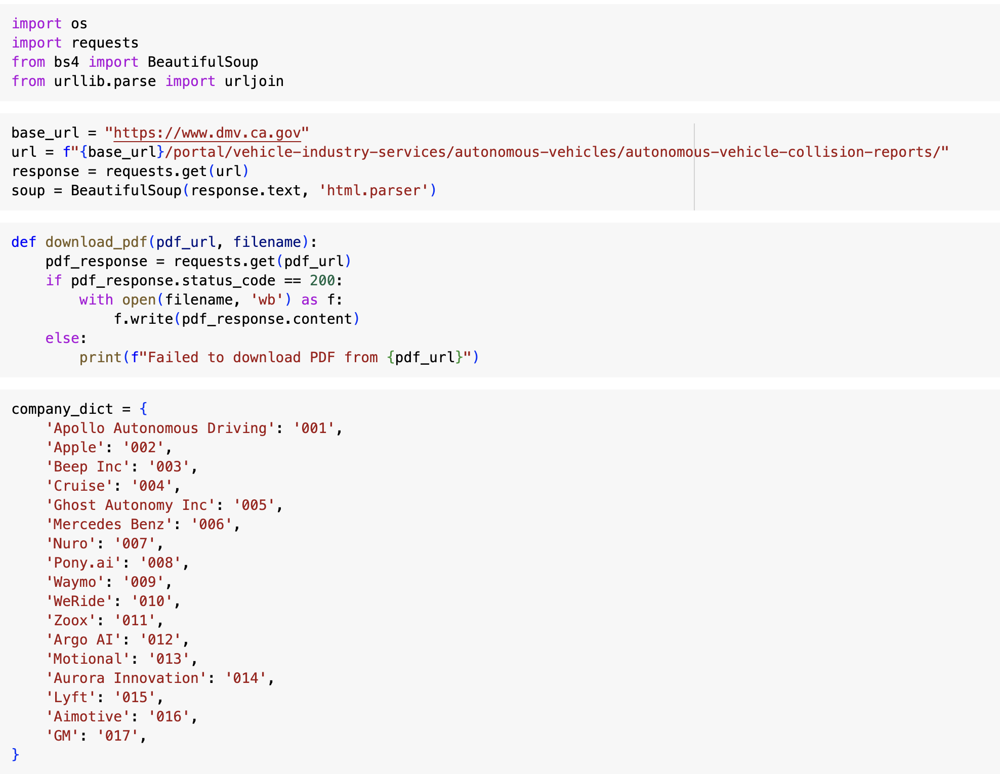 import os
import requests
from bs4 import BeautifulSoup
from urllib.parse import urljoin
base_url = "https://www.dmv.ca.gov"
url = f"{base_url}/portal/vehicle-industry-services/autonomous-vehicles/autonomous-vehicle-collision-reports/"
response = requests.get(url)
soup = BeautifulSoup(response.text, 'html.parser')
def download_pdf(pdf_url, filename):
    pdf_response = requests.get(pdf_url)
    if pdf_response.status_code == 200:
        with open(filename, 'wb') as f:
            f.write(pdf_response.content)
    else:
        print(f"Failed to download PDF from {pdf_url}")
company_dict = {
    'Apollo Autonomous Driving': '001',
    'Apple': '002',
    'Beep Inc': '003',
    'Cruise': '004',
    'Ghost Autonomy Inc': '005',
    'Mercedes Benz': '006',
    'Nuro': '007',
    'Pony.ai': '008',
    'Waymo': '009',
    'WeRide': '010',
    'Zoox': '011',
    'Argo AI': '012',
    'Motional': '013',
    'Aurora Innovation': '014',
    'Lyft': '015',
    'Aimotive': '016',
    'GM': '017',
}